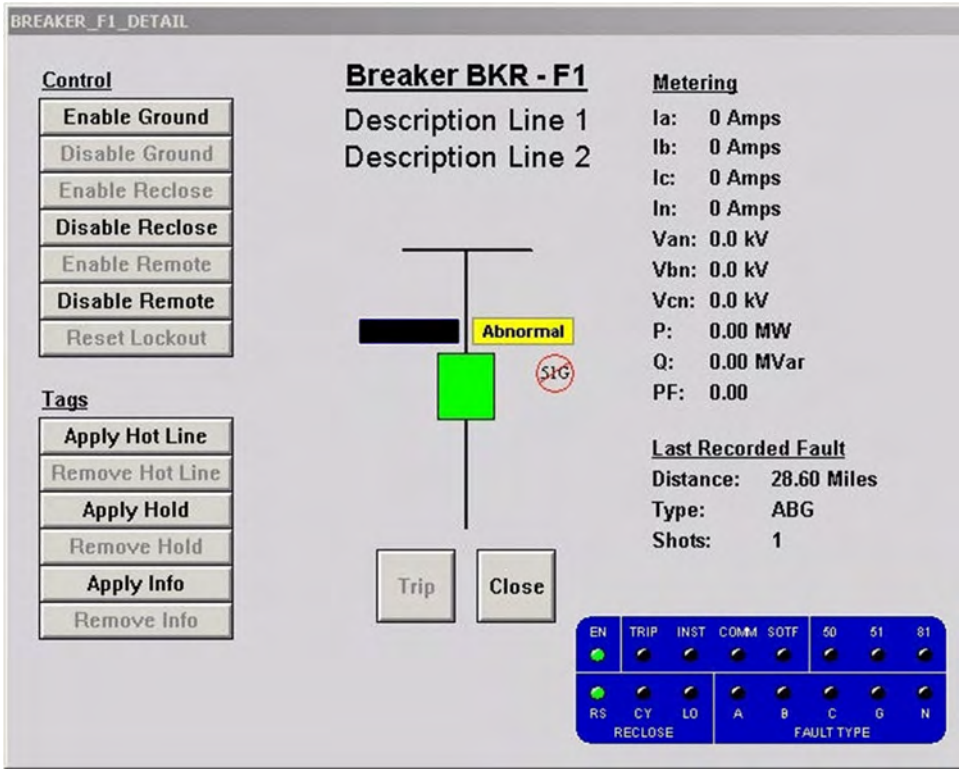 BREAKER_F1_DETAIL
Control
Enable Ground
Disable Ground
Enable Reclose
Disable Reclose
Enable Remote
Disable Remote
Reset Lockout
Tags
Apply Hot Line
Remove Hot Line
Apply Hold
Remove Hold
Apply Info
Remove Info
Breaker BKR - F1
Description Line 1
Description Line 2
Abnormal
51G
Trip
Close
Metering
Ia: 0 Amps
Ib: 0 Amps
Ic: 0 Amps
In: 0 Amps
Van: 0.0 kV
Vbn: 0.0 kV
Vcn: 0.0 kV
P: 0.00 MW
Q: 0.00 MVar
PF: 0.00
Last Recorded Fault
Distance: 28.60 Miles
Type: ABG
Shots: 1
EN TRIP INST COMM SOTF 50 51 81
RS CY LO A B C G N
RECLOSE FAULT TYPE